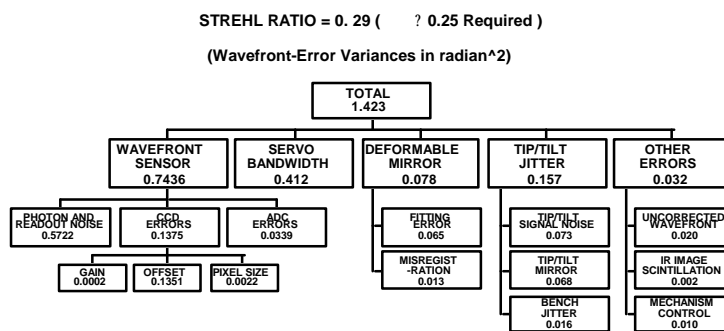 STREHL RATIO = 0. 29 ( ? 0.25 Required )
(Wavefront-Error Variances in radian^2)
TOTAL
1.423
WAVEFRONT
SENSOR
0.7436
SERVO
BANDWIDTH
0.412
DEFORMABLE
MIRROR
0.078
TIP/TILT
JITTER
0.157
OTHER
ERRORS
0.032
PHOTON AND
READOUT NOISE
0.5722
CCD
ERRORS
0.1375
ADC
ERRORS
0.0339
GAIN
0.0002
OFFSET
0.1351
PIXEL SIZE
0.0022
FITTING
ERROR
0.065
MISREGIST
-RATION
0.013
TIP/TILT
SIGNAL NOISE
0.073
TIP/TILT
MIRROR
0.068
BENCH
JITTER
0.016
UNCORRECTED
WAVEFRONT
0.020
IR IMAGE
SCINTILLATION
0.002
MECHANISM
CONTROL
0.010